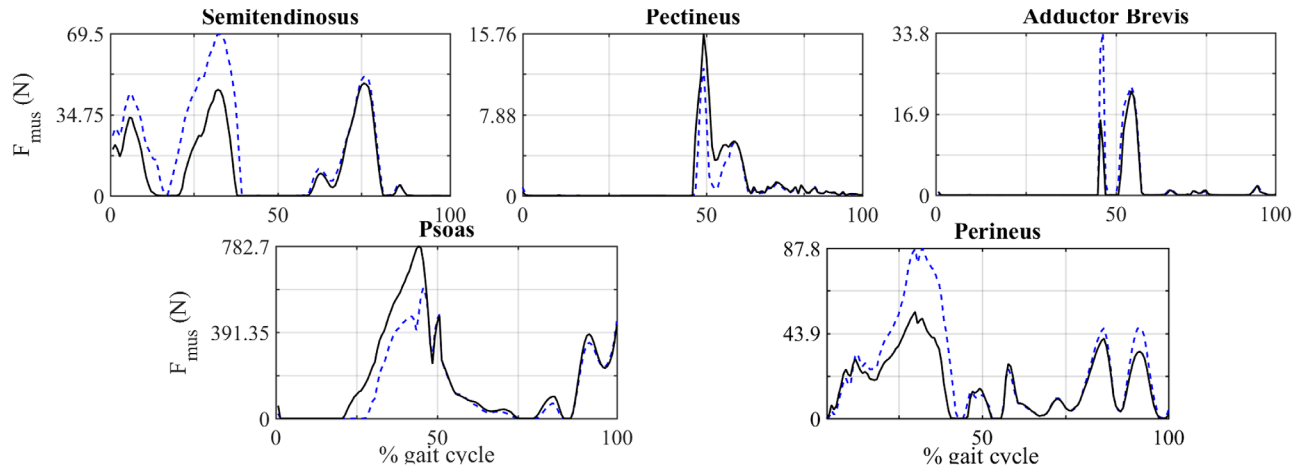 Semitendinosus
69.5
34.75
0
F_mus (N)
0 50 100
Pectineus
15.76
7.88
0
0 50 100
Adductor Brevis
33.8
16.9
0
0 50 100
Psoas
782.7
391.35
0
F_mus (N)
0 50 100
% gait cycle
Perineus
87.8
43.9
0
50 100
% gait cycle